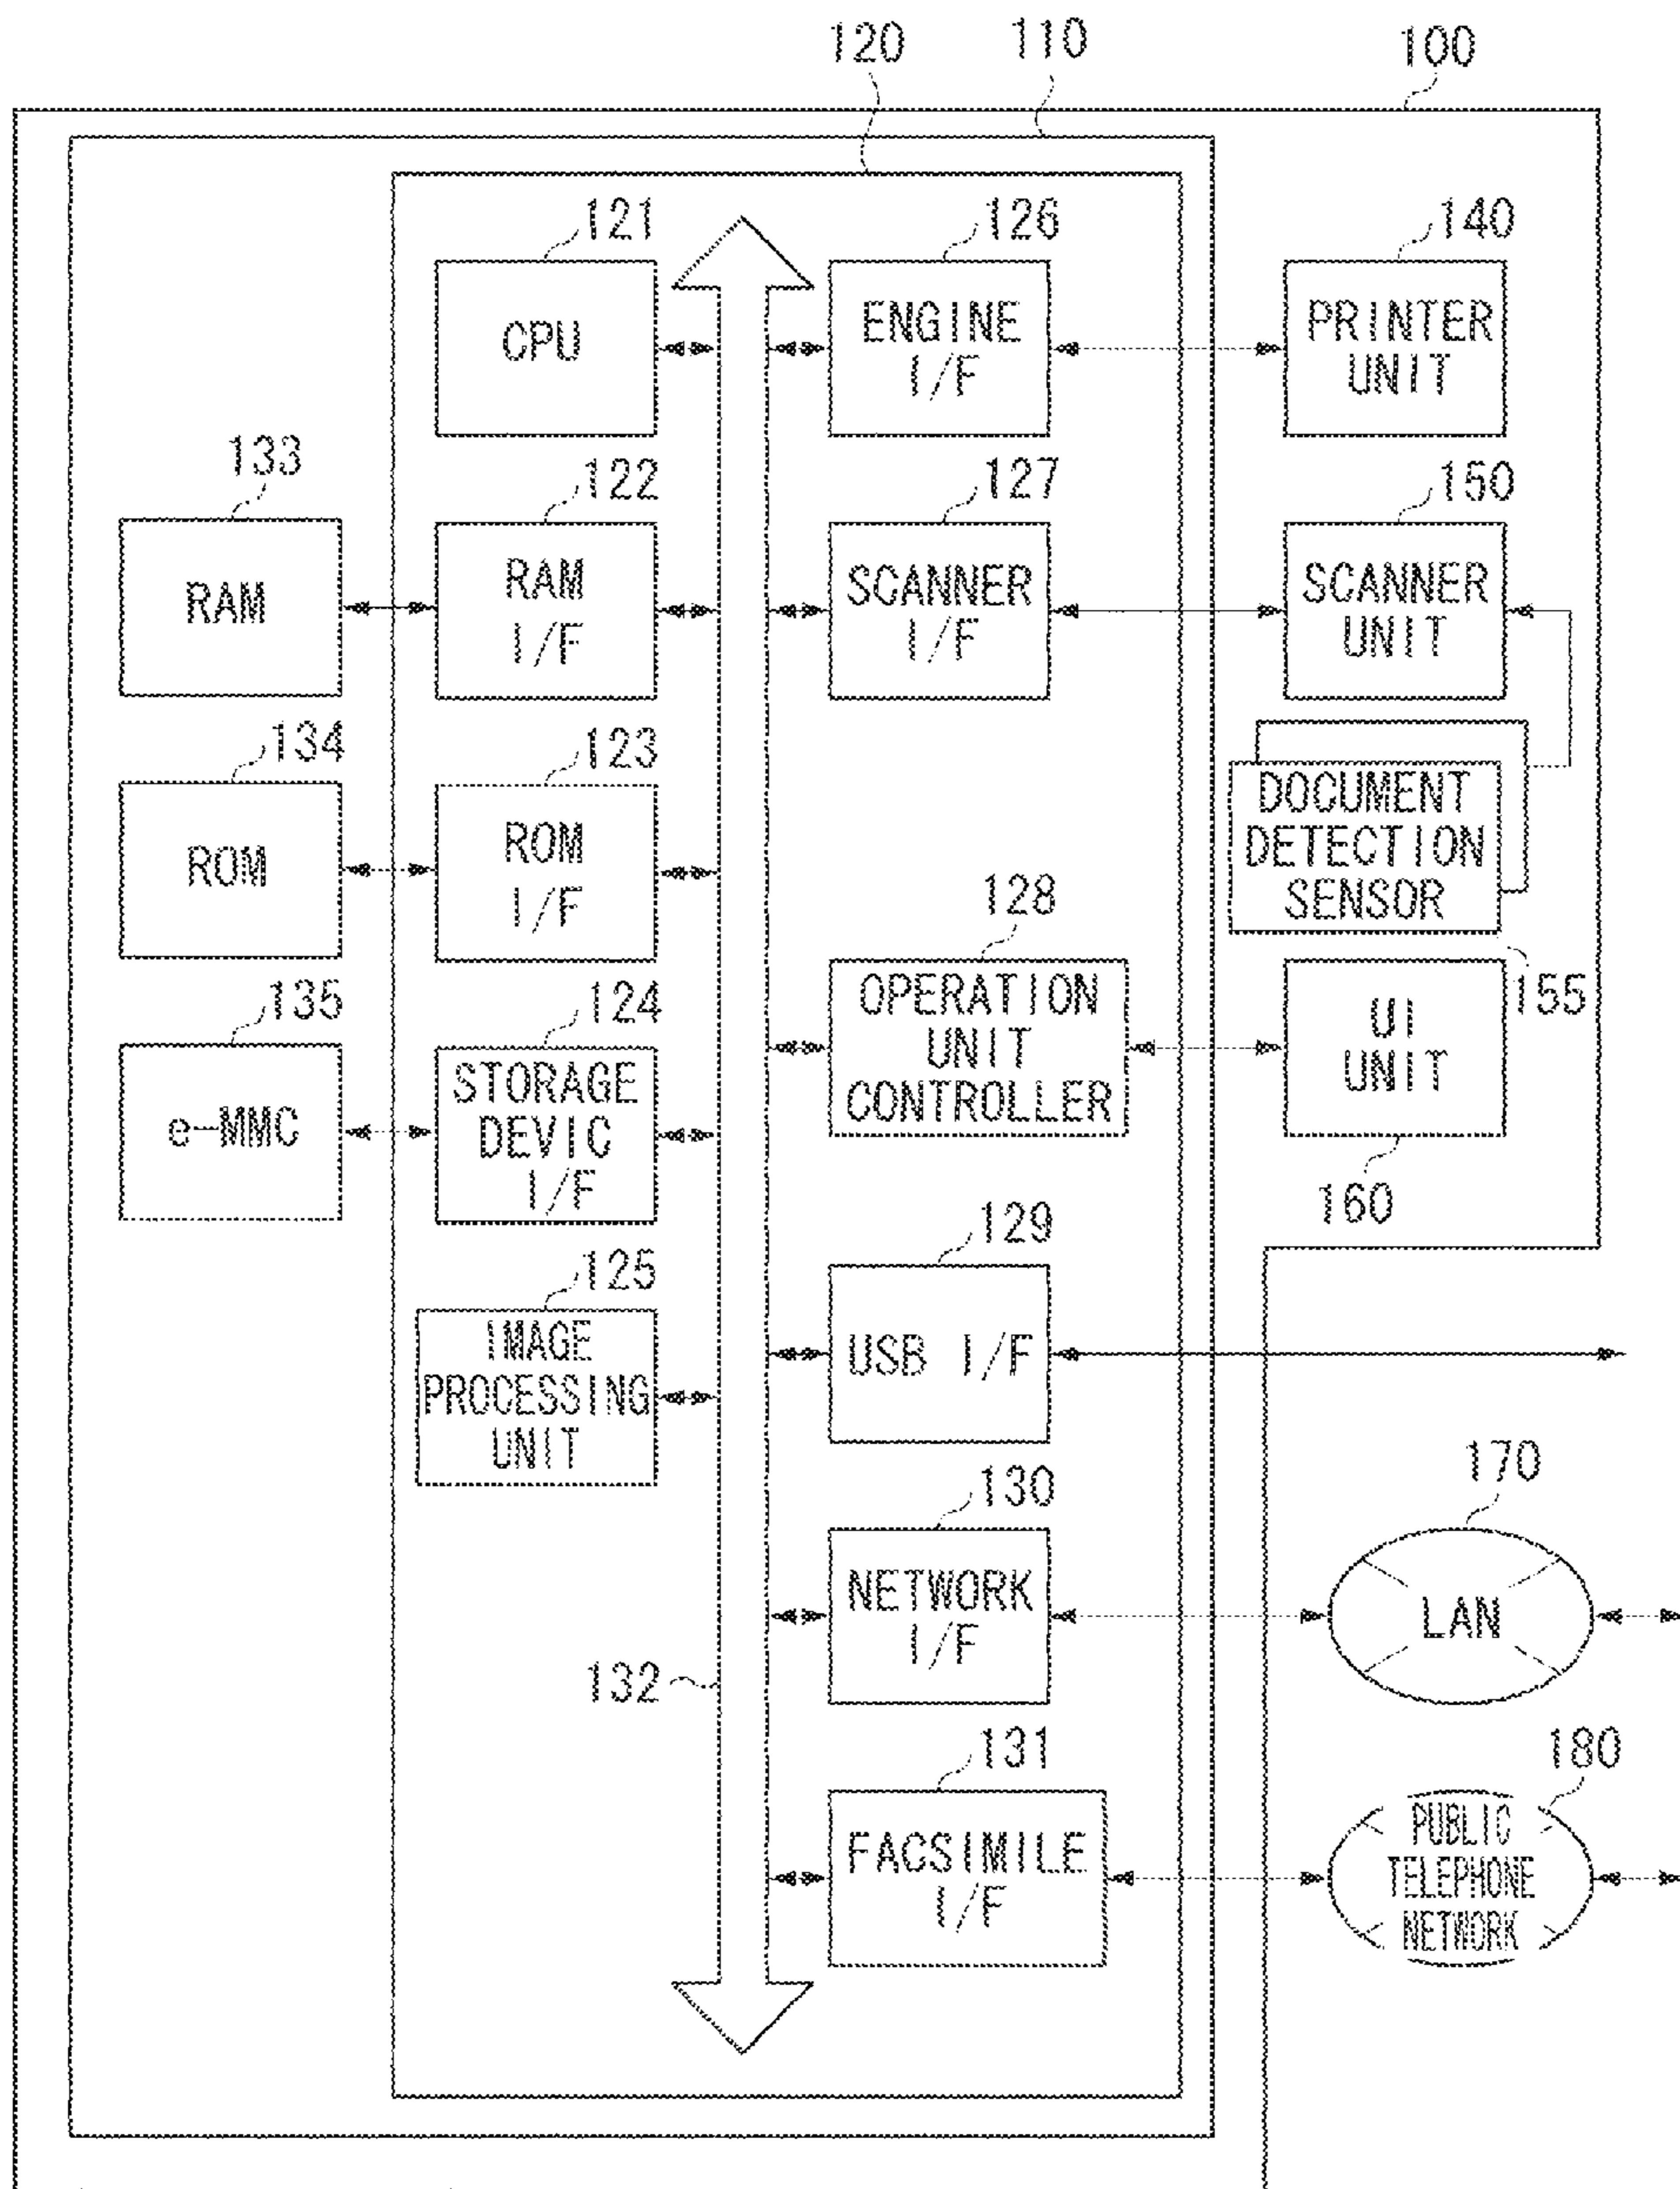 120
110
100
121
CPU
126
ENGINE
I/F
140
PRINTER
UNIT
133
RAM
122
RAM
I/F
127
SCANNER
I/F
150
SCANNER
UNIT
134
ROM
123
ROM
I/F
DOCUMENT
DETECTION
SENSOR
155
135
e-MMC
124
STORAGE
DEVIC
I/F
128
OPERATION
UNIT
CONTROLLER
UI
UNIT
160
125
IMAGE
PROCESSING
UNIT
129
USB I/F
130
NETWORK
I/F
170
LAN
132
131
FACSIMILE
I/F
180
PUBLIC
TELEPHONE
NETWORK